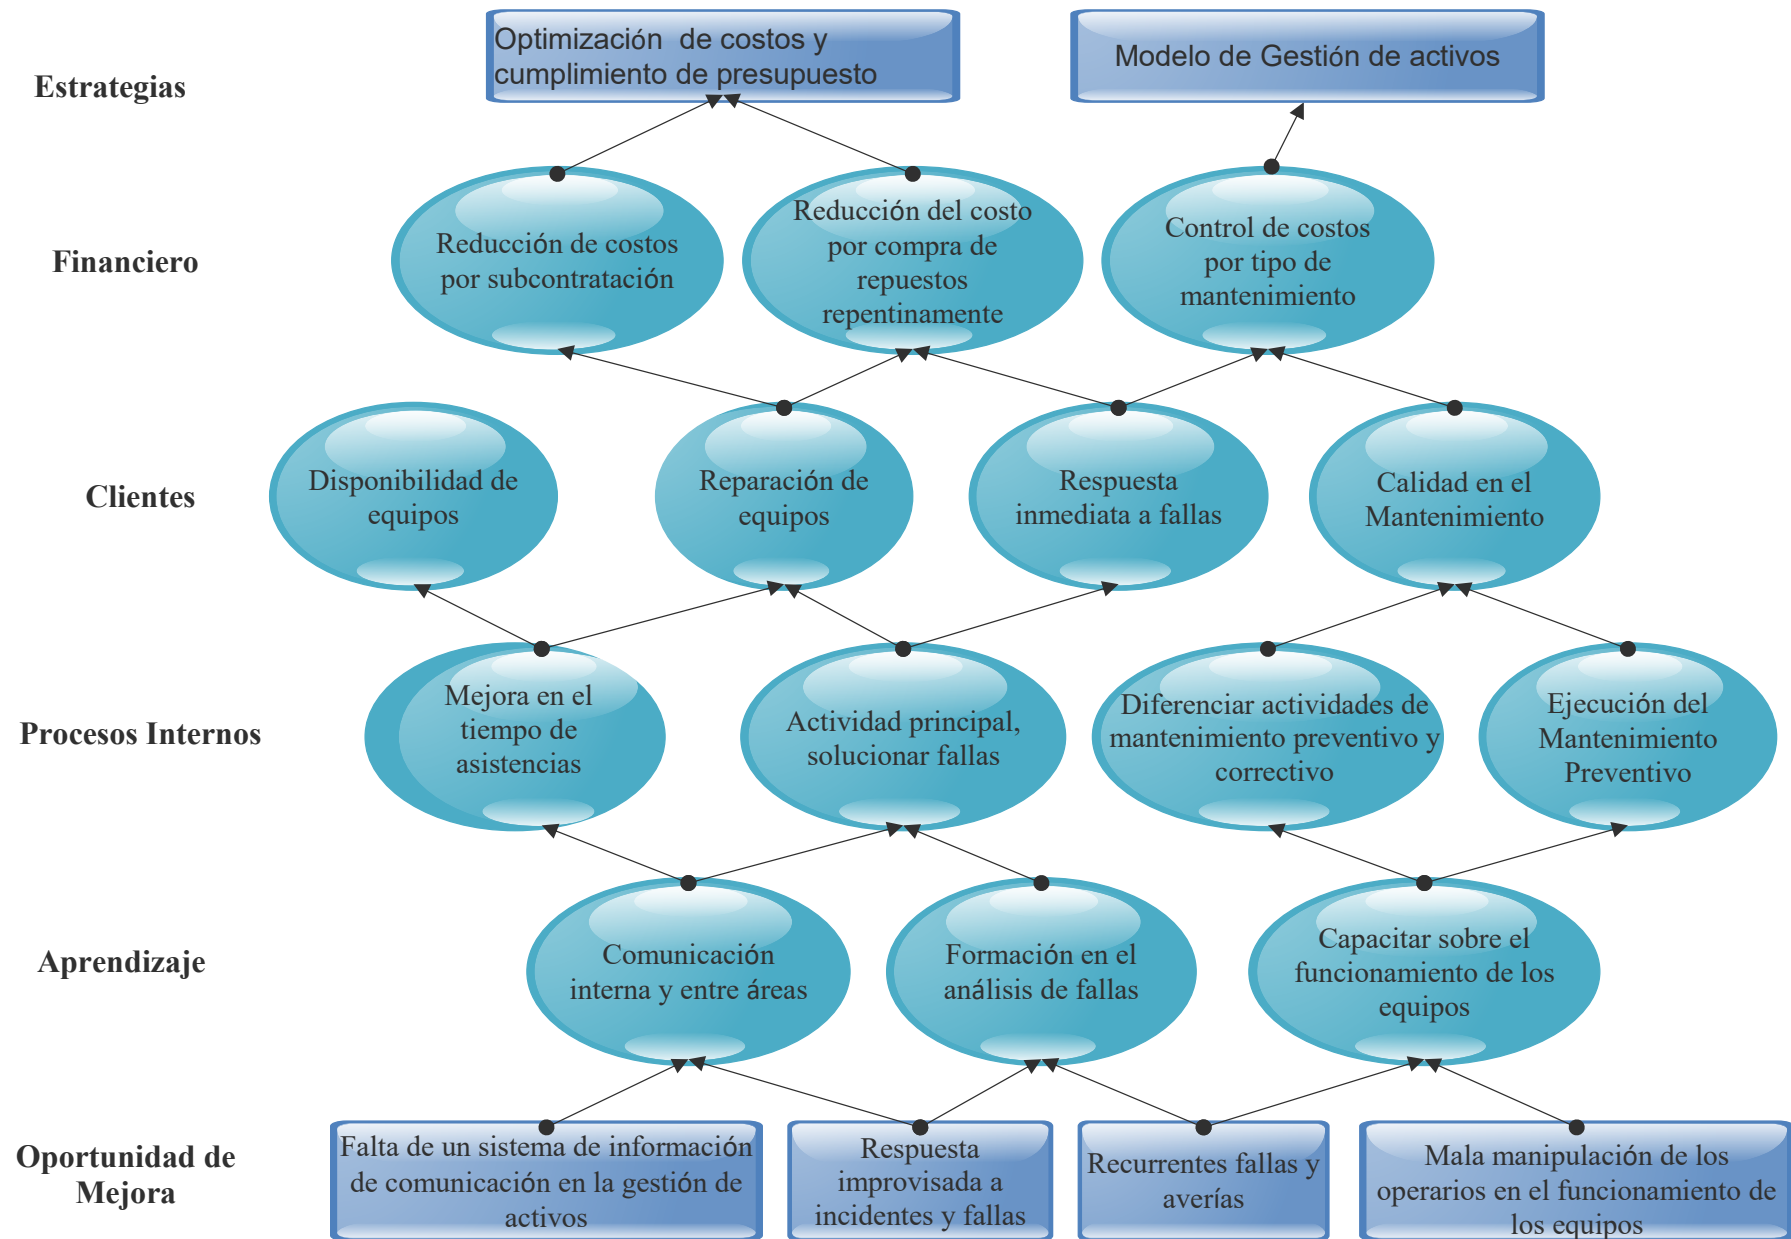 Estrategias
Optimización de costos y
cumplimiento de presupuesto
Modelo de Gestión de activos
Financiero
Reducción de costos
por subcontratación
Reducción del costo
por compra de
repuestos
repentinamente
Control de costos
por tipo de
mantenimiento
Clientes
Disponibilidad de
equipos
Reparación de
equipos
Respuesta
inmediata a fallas
Calidad en el
Mantenimiento
Procesos Internos
Mejora en el
tiempo de
asistencias
Actividad principal,
solucionar fallas
Diferenciar actividades de
mantenimiento preventivo y
correctivo
Ejecución del
Mantenimiento
Preventivo
Aprendizaje
Comunicación
interna y entre áreas
Formación en el
análisis de fallas
Capacitar sobre el
funcionamiento de los
equipos
Oportunidad de
Mejora
Falta de un sistema de información
de comunicación en la gestión de
activos
Respuesta
improvisada a
incidentes y fallas
Recurrentes fallas y
averías
Mala manipulación de los
operarios en el funcionamiento de
los equipos